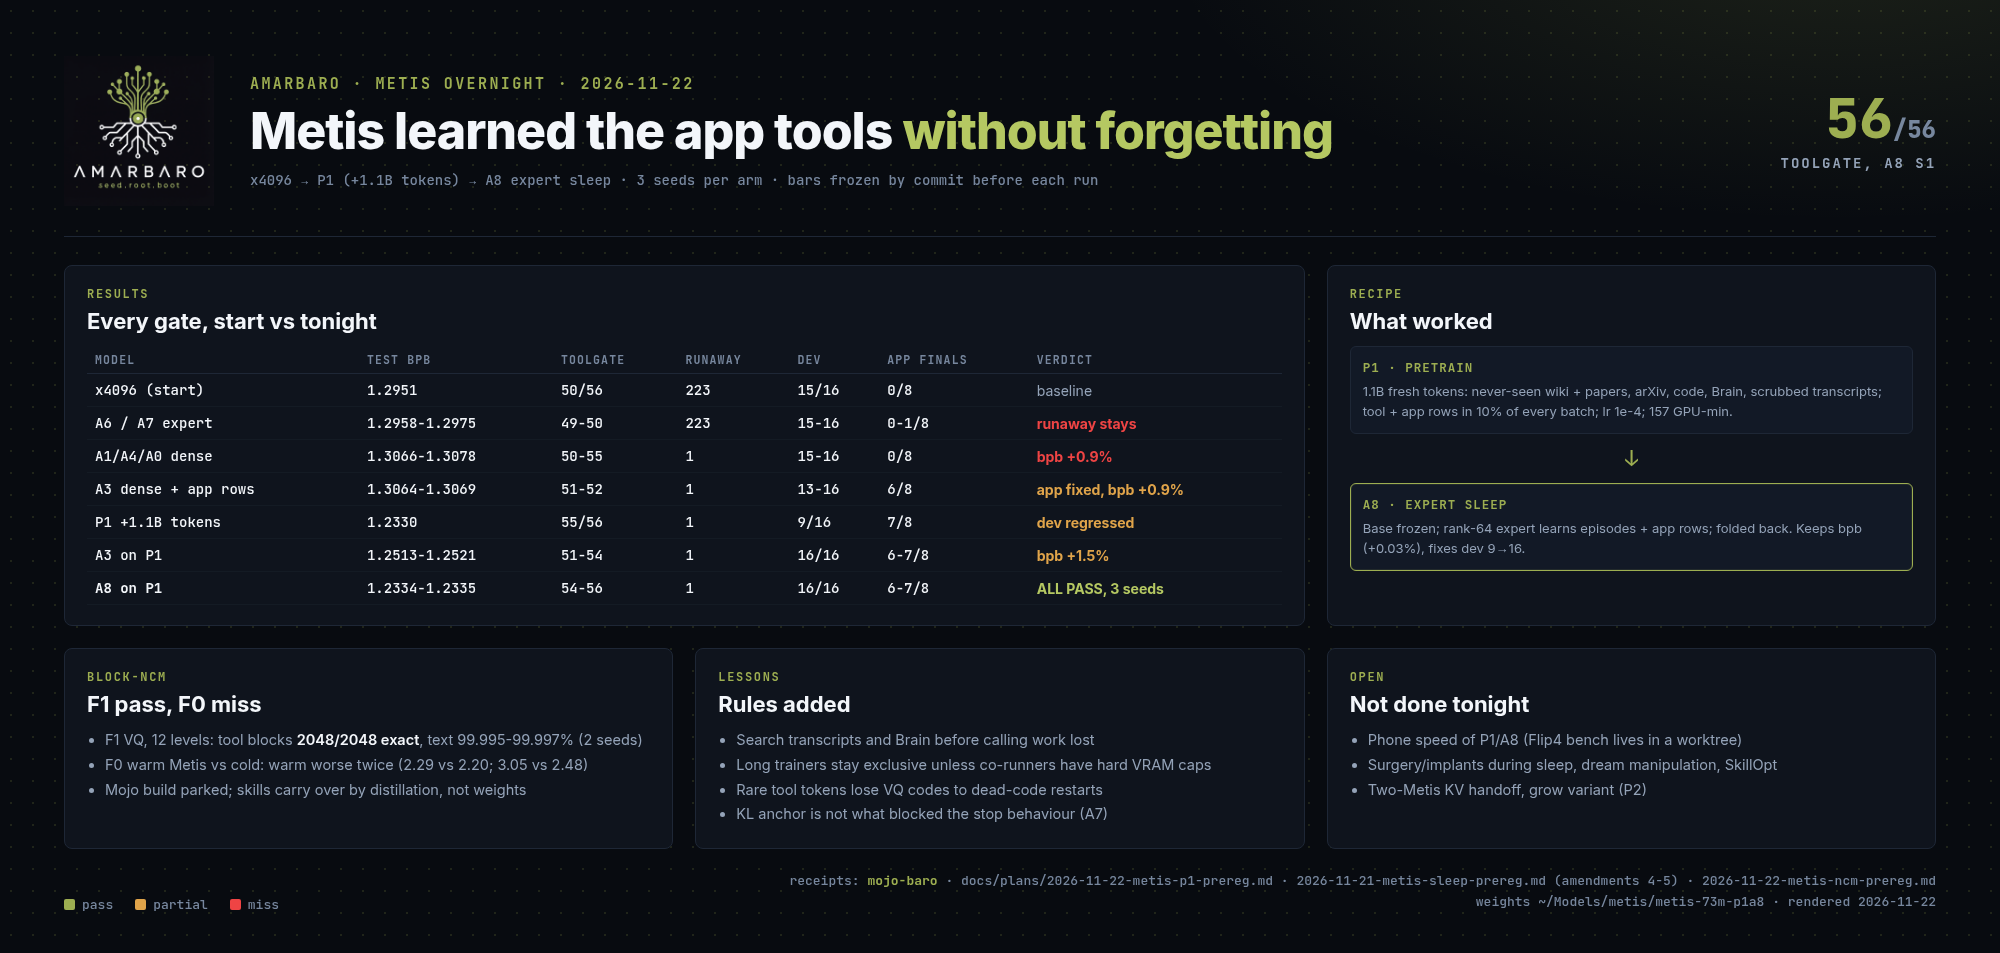 AMARBARO
seed.root.boot
AMARBARO · METIS OVERNIGHT · 2026-11-22
Metis learned the app tools without forgetting
x4096 → P1 (+1.1B tokens) → A8 expert sleep · 3 seeds per arm · bars frozen by commit before each run
56/56
TOOLGATE, A8 S1
RESULTS
Every gate, start vs tonight
MODEL TEST BPB TOOLGATE RUNAWAY DEV APP FINALS VERDICT
x4096 (start) 1.2951 50/56 223 15/16 0/8 baseline
A6 / A7 expert 1.2958-1.2975 49-50 223 15-16 0-1/8 runaway stays
A1/A4/A0 dense 1.3066-1.3078 50-55 1 15-16 0/8 bpb +0.9%
A3 dense + app rows 1.3064-1.3069 51-52 1 13-16 6/8 app fixed, bpb +0.9%
P1 +1.1B tokens 1.2330 55/56 1 9/16 7/8 dev regressed
A3 on P1 1.2513-1.2521 51-54 1 16/16 6-7/8 bpb +1.5%
A8 on P1 1.2334-1.2335 54-56 1 16/16 6-7/8 ALL PASS, 3 seeds
RECIPE
What worked
P1 · PRETRAIN
1.1B fresh tokens: never-seen wiki + papers, arXiv, code, Brain, scrubbed transcripts;
tool + app rows in 10% of every batch; lr 1e-4; 157 GPU-min.
↓
A8 · EXPERT SLEEP
Base frozen; rank-64 expert learns episodes + app rows; folded back. Keeps bpb
(+0.03%), fixes dev 9→16.
BLOCK-NCM
F1 pass, F0 miss
• F1 VQ, 12 levels: tool blocks 2048/2048 exact, text 99.995-99.997% (2 seeds)
• F0 warm Metis vs cold: warm worse twice (2.29 vs 2.20; 3.05 vs 2.48)
• Mojo build parked; skills carry over by distillation, not weights
LESSONS
Rules added
• Search transcripts and Brain before calling work lost
• Long trainers stay exclusive unless co-runners have hard VRAM caps
• Rare tool tokens lose VQ codes to dead-code restarts
• KL anchor is not what blocked the stop behaviour (A7)
OPEN
Not done tonight
• Phone speed of P1/A8 (Flip4 bench lives in a worktree)
• Surgery/implants during sleep, dream manipulation, SkillOpt
• Two-Metis KV handoff, grow variant (P2)
pass partial miss
receipts: mojo-baro · docs/plans/2026-11-22-metis-p1-prereg.md · 2026-11-21-metis-sleep-prereg.md (amendments 4-5) · 2026-11-22-metis-ncm-prereg.md
weights ~/Models/metis/metis-73m-p1a8 · rendered 2026-11-22